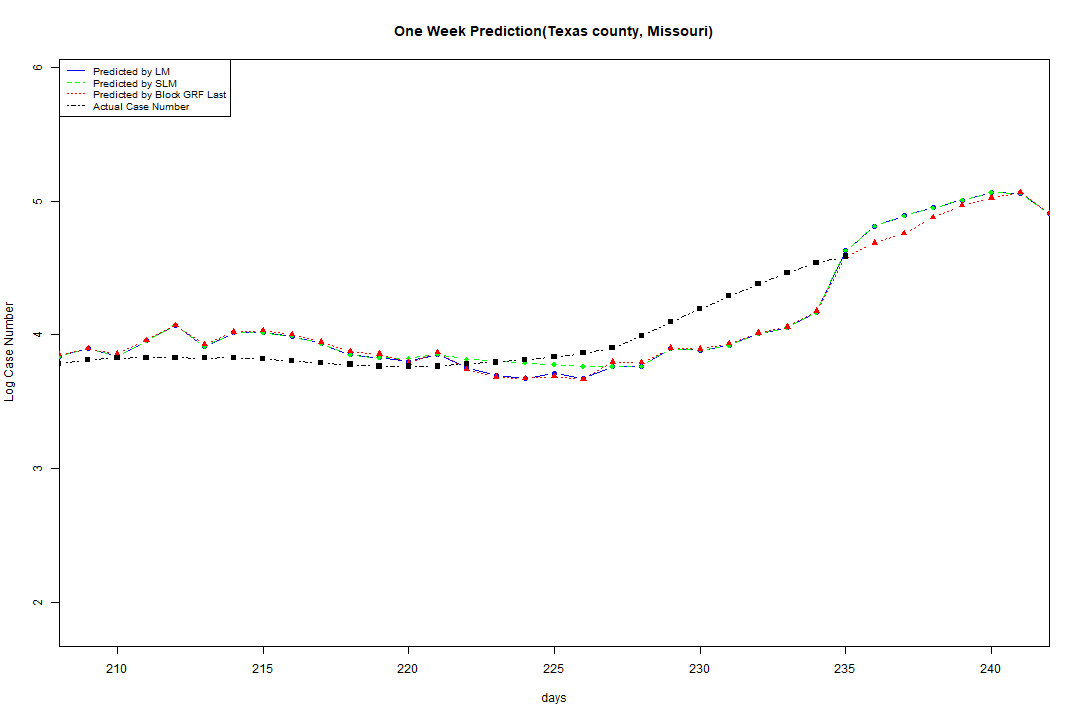 One Week Prediction(Texas county, Missouri)
Predicted by LM
Predicted by SLM
Predicted by Block GRF Last
Actual Case Number
6
5
4
3
2
Log Case Number
210 215 220 225 230 235 240
days